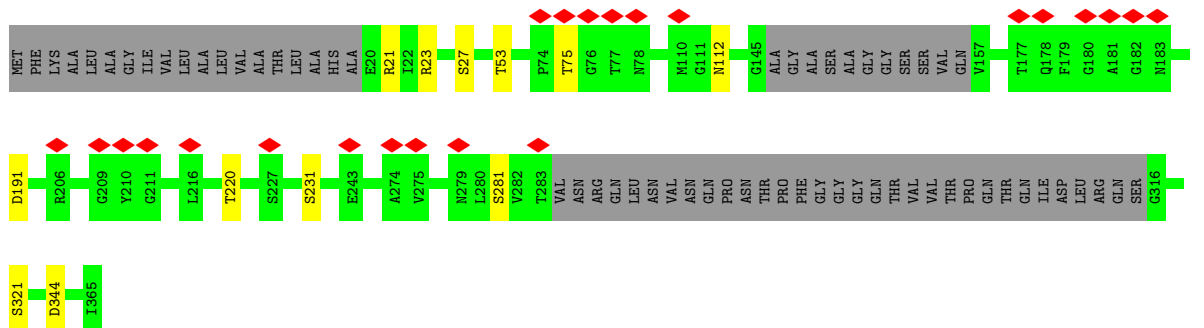 MET PHE LYS ALA LEU ALA GLY ILE VAL LEU ALA LEU VAL ALA THR LEU ALA HIS ALA E20 R21 I22 R23 S27 T53 P74 T75 G76 T77 N78 M110 G111 N112 G145 ALA GLY ALA SER ALA GLY GLY SER SER VAL GLN V157 T177 Q178 F179 G180 A181 G182 N183
D191 R206 G209 Y210 G211 L216 T220 S227 S231 E243 A274 V275 N279 L280 S281 V282 T283 VAL ASN ARG GLN LEU ASN VAL ASN GLN PRO ASN THR PRO PHE GLY GLY GLY GLN THR VAL VAL THR PRO GLN THR GLN ILE ASP LEU ARG GLN SER G316
S321 D344 I365